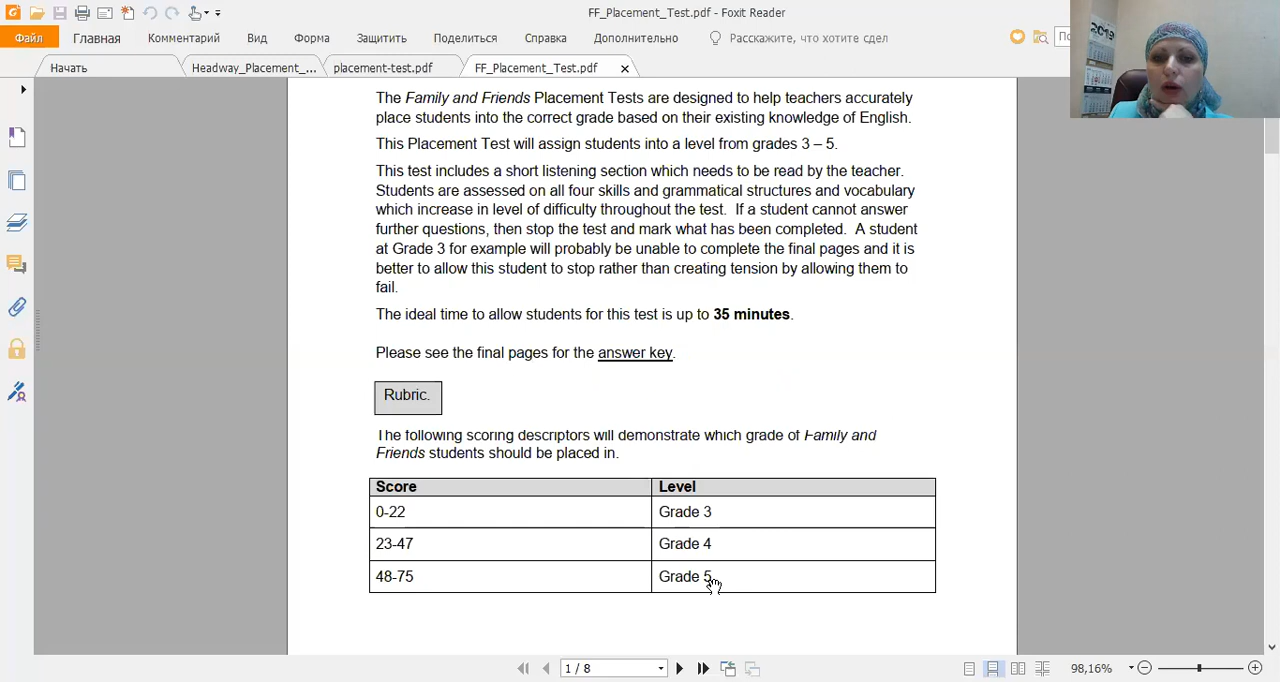 FF_Placement_Test.pdf - Foxit Reader
Файл Главная Комментарий Вид Форма Защитить Поделиться Справка Дополнительно Расскажите, что хотите сдел
Начать Headway_Placement_... placement-test.pdf FF_Placement_Test.pdf
2019
The Family and Friends Placement Tests are designed to help teachers accurately
place students into the correct grade based on their existing knowledge of English.
This Placement Test will assign students into a level from grades 3 – 5.
This test includes a short listening section which needs to be read by the teacher.
Students are assessed on all four skills and grammatical structures and vocabulary
which increase in level of difficulty throughout the test. If a student cannot answer
further questions, then stop the test and mark what has been completed. A student
at Grade 3 for example will probably be unable to complete the final pages and it is
better to allow this student to stop rather than creating tension by allowing them to
fail.
The ideal time to allow students for this test is up to 35 minutes.
Please see the final pages for the answer key.
Rubric.
The following scoring descriptors will demonstrate which grade of Family and
Friends students should be placed in.
Score Level
0-22 Grade 3
23-47 Grade 4
48-75 Grade 5
1 / 8 98,16%